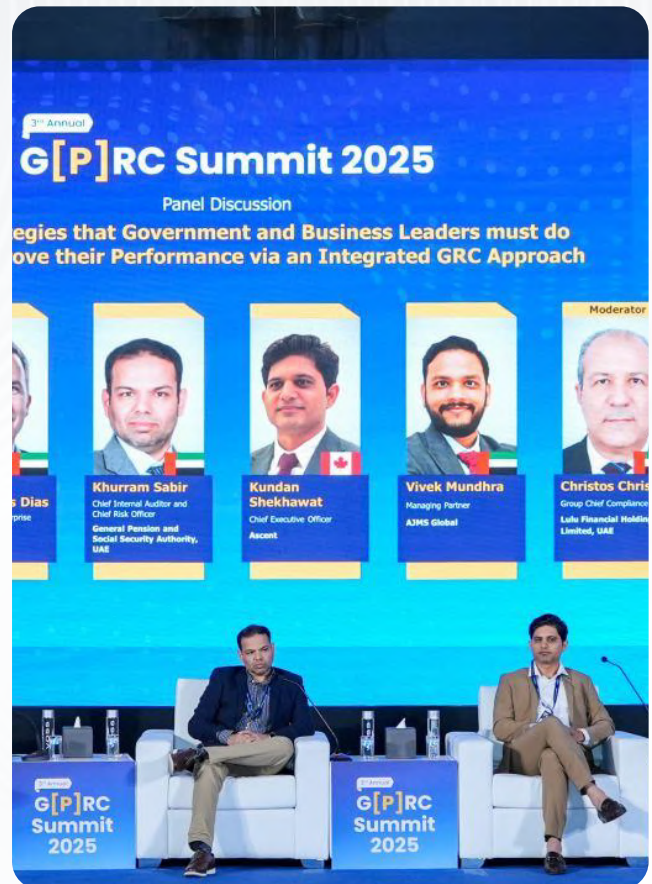 3rd Annual
G[P]RC Summit 2025
Panel Discussion
egies that Government and Business Leaders must do
ove their Performance via an Integrated GRC Approach
Moderator
s Dias
rprise
Khurram Sabir
Chief Internal Auditor and
Chief Risk Officer
General Pension and
Social Security Authority,
UAE
Kundan
Shekhawat
Chief Executive Officer
Ascent
Vivek Mundhra
Managing Partner
AJMS Global
Christos Chris
Group Chief Compliance
Lulu Financial Holdin
Limited, UAE
3rd Annual
G[P]RC
Summit
2025
3rd Annual
G[P]RC
Summit
2025